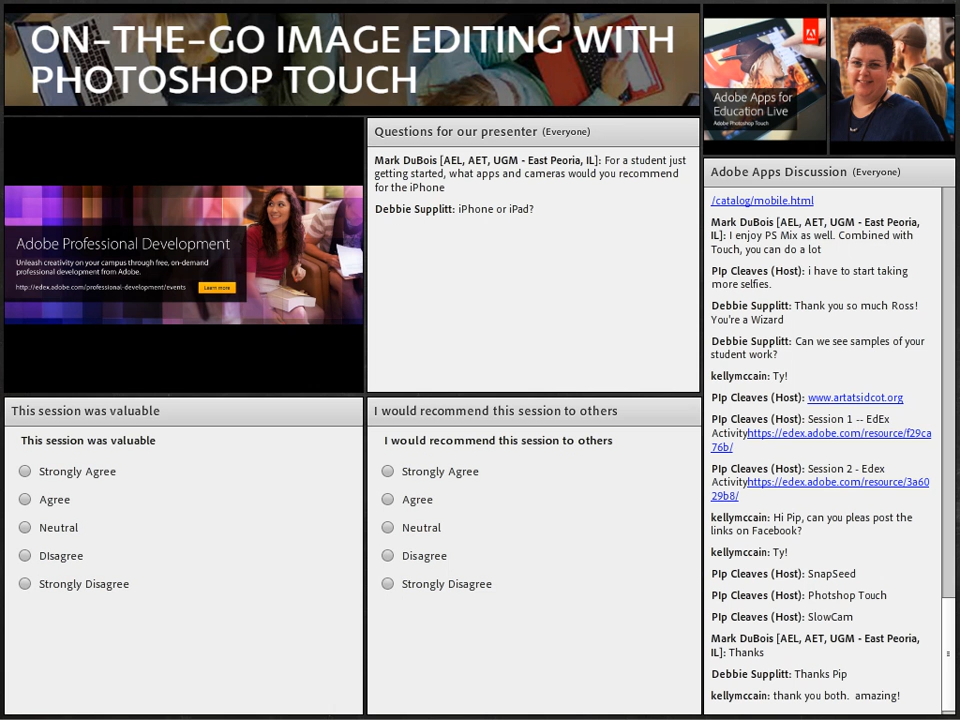 ON-THE-GO IMAGE EDITING WITH
PHOTOSHOP TOUCH
Adobe
Adobe Apps for
Education Live
Adobe Photoshop Touch
Adobe Professional Development
Unleash creativity on your campus through free, on-demand
professional development from Adobe.
http://edex.adobe.com/professional-development/events
Learn more
Questions for our presenter (Everyone)
Mark DuBois [AEL, AET, UGM - East Peoria, IL]: For a student just
getting started, what apps and cameras would you recommend
for the iPhone
Debbie Supplitt: iPhone or iPad?
Adobe Apps Discussion (Everyone)
/catalog/mobile.html
Mark DuBois [AEL, AET, UGM - East Peoria,
IL]: I enjoy PS Mix as well. Combined with
Touch, you can do a lot
PIp Cleaves (Host): i have to start taking
more selfies.
Debbie Supplitt: Thank you so much Ross!
You're a Wizard
Debbie Supplitt: Can we see samples of your
student work?
kellymccain: Ty!
PIp Cleaves (Host): www.artatsidcot.org
PIp Cleaves (Host): Session 1 -- EdEx
Activityhttps://edex.adobe.com/resource/f29ca
76b/
PIp Cleaves (Host): Session 2 - Edex
Activityhttps://edex.adobe.com/resource/3a60
29b8/
kellymccain: Hi Pip, can you pleas post the
links on Facebook?
kellymccain: Ty!
PIp Cleaves (Host): SnapSeed
PIp Cleaves (Host): Photshop Touch
PIp Cleaves (Host): SlowCam
Mark DuBois [AEL, AET, UGM - East Peoria,
IL]: Thanks
Debbie Supplitt: Thanks Pip
kellymccain: thank you both. amazing!
This session was valuable
This session was valuable
Strongly Agree
Agree
Neutral
DIsagree
Strongly Disagree
I would recommend this session to others
I would recommend this session to others
Strongly Agree
Agree
Neutral
Disagree
Strongly Disagree